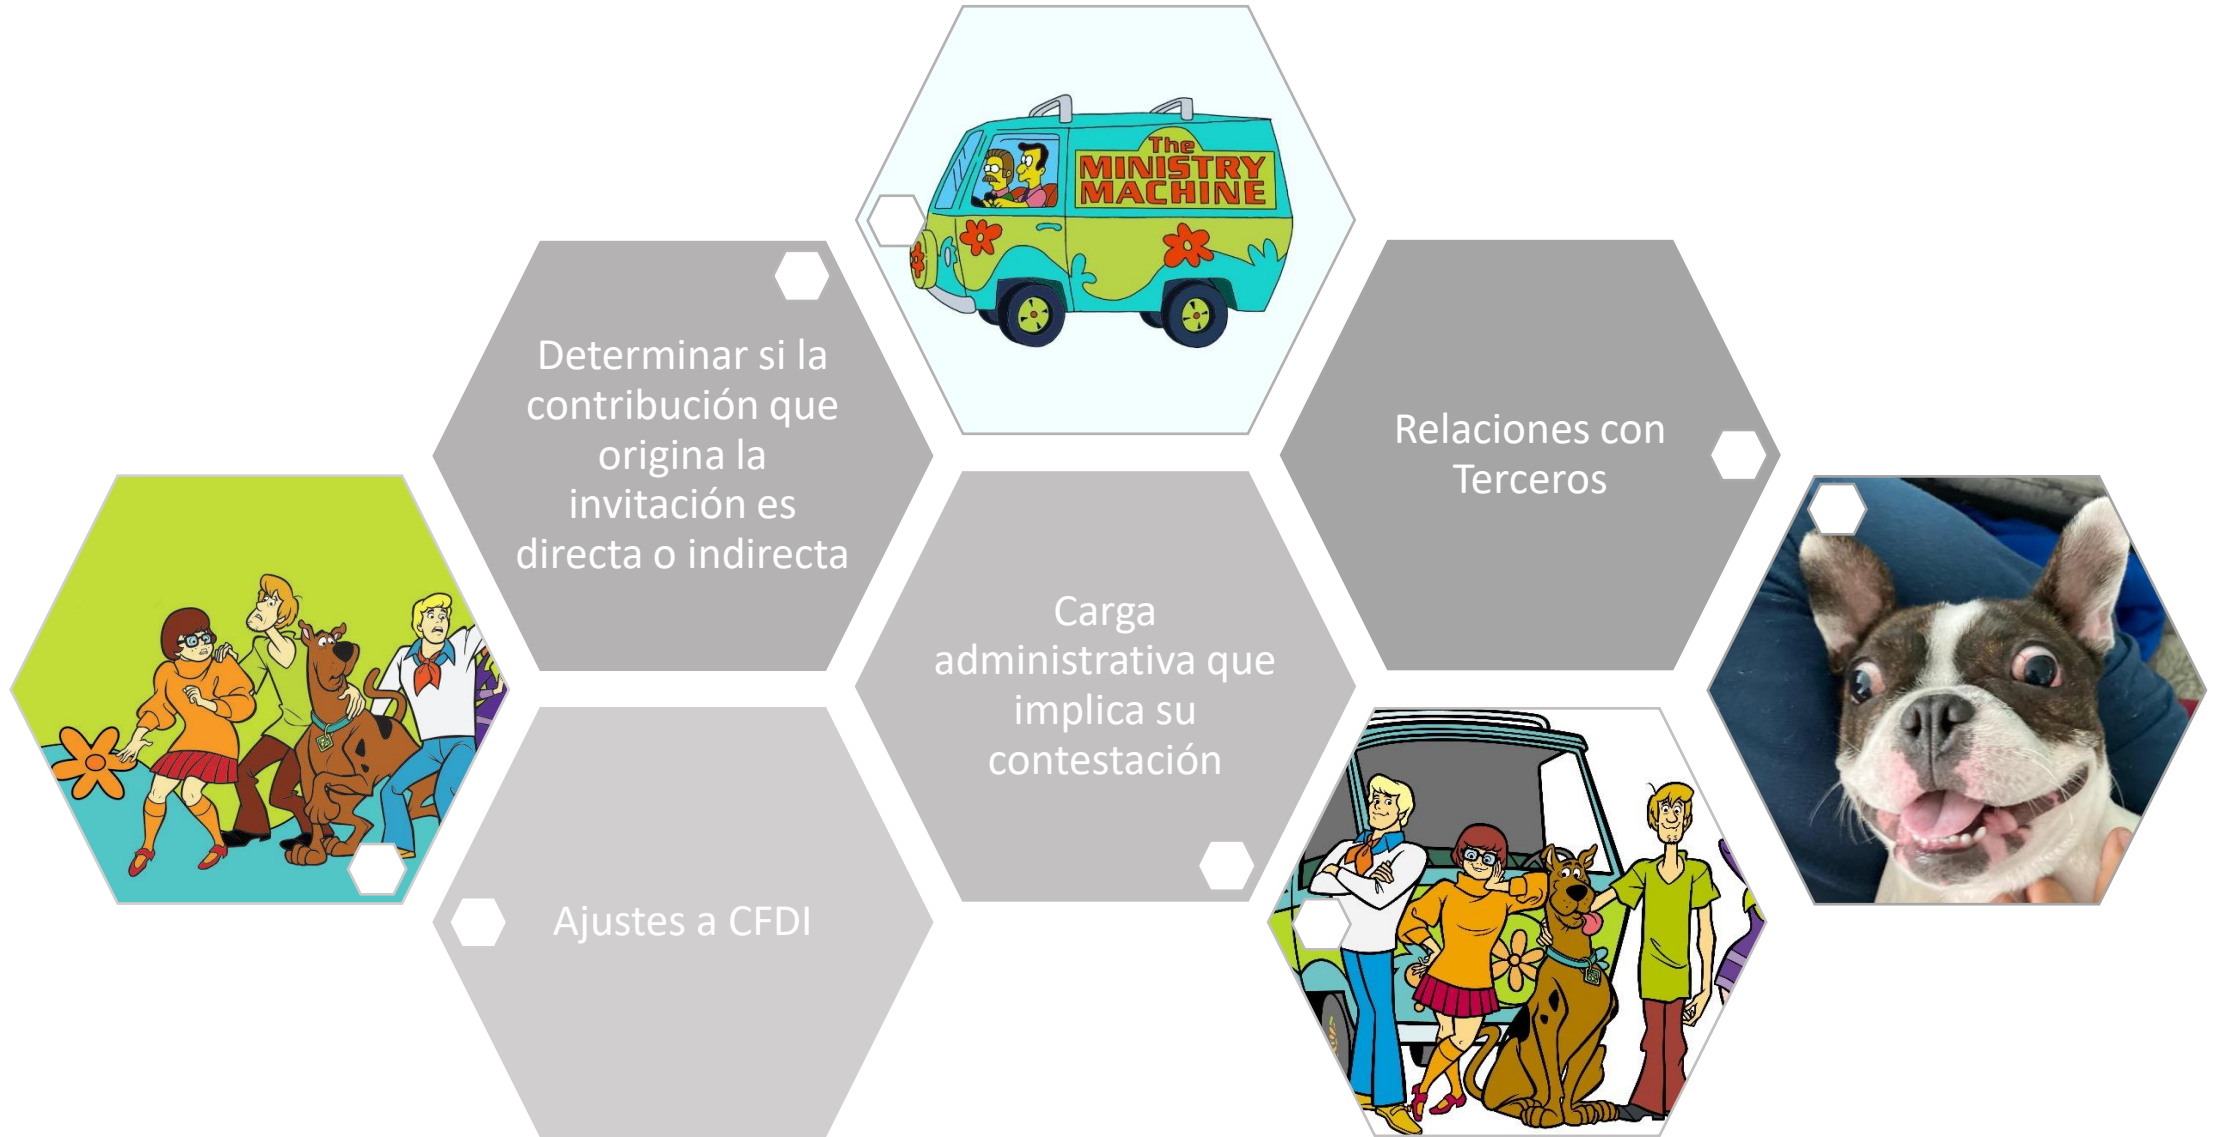 The
MINISTRY
MACHINE
Determinar si la
contribución que
origina la
invitación es
directa o indirecta
Relaciones con
Terceros
Carga
administrativa que
implica su
contestación
Ajustes a CFDI